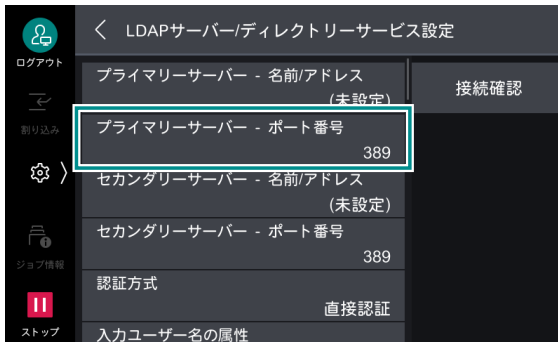 LDAPサーバー/ディレクトリーサービス設定
ログアウト
割り込み
ジョブ情報
ストップ
プライマリーサーバー - 名前/アドレス
(未設定)
プライマリーサーバー - ポート番号
389
セカンダリーサーバー - 名前/アドレス
(未設定)
セカンダリーサーバー - ポート番号
389
認証方式
直接認証
入力ユーザー名の属性
接続確認